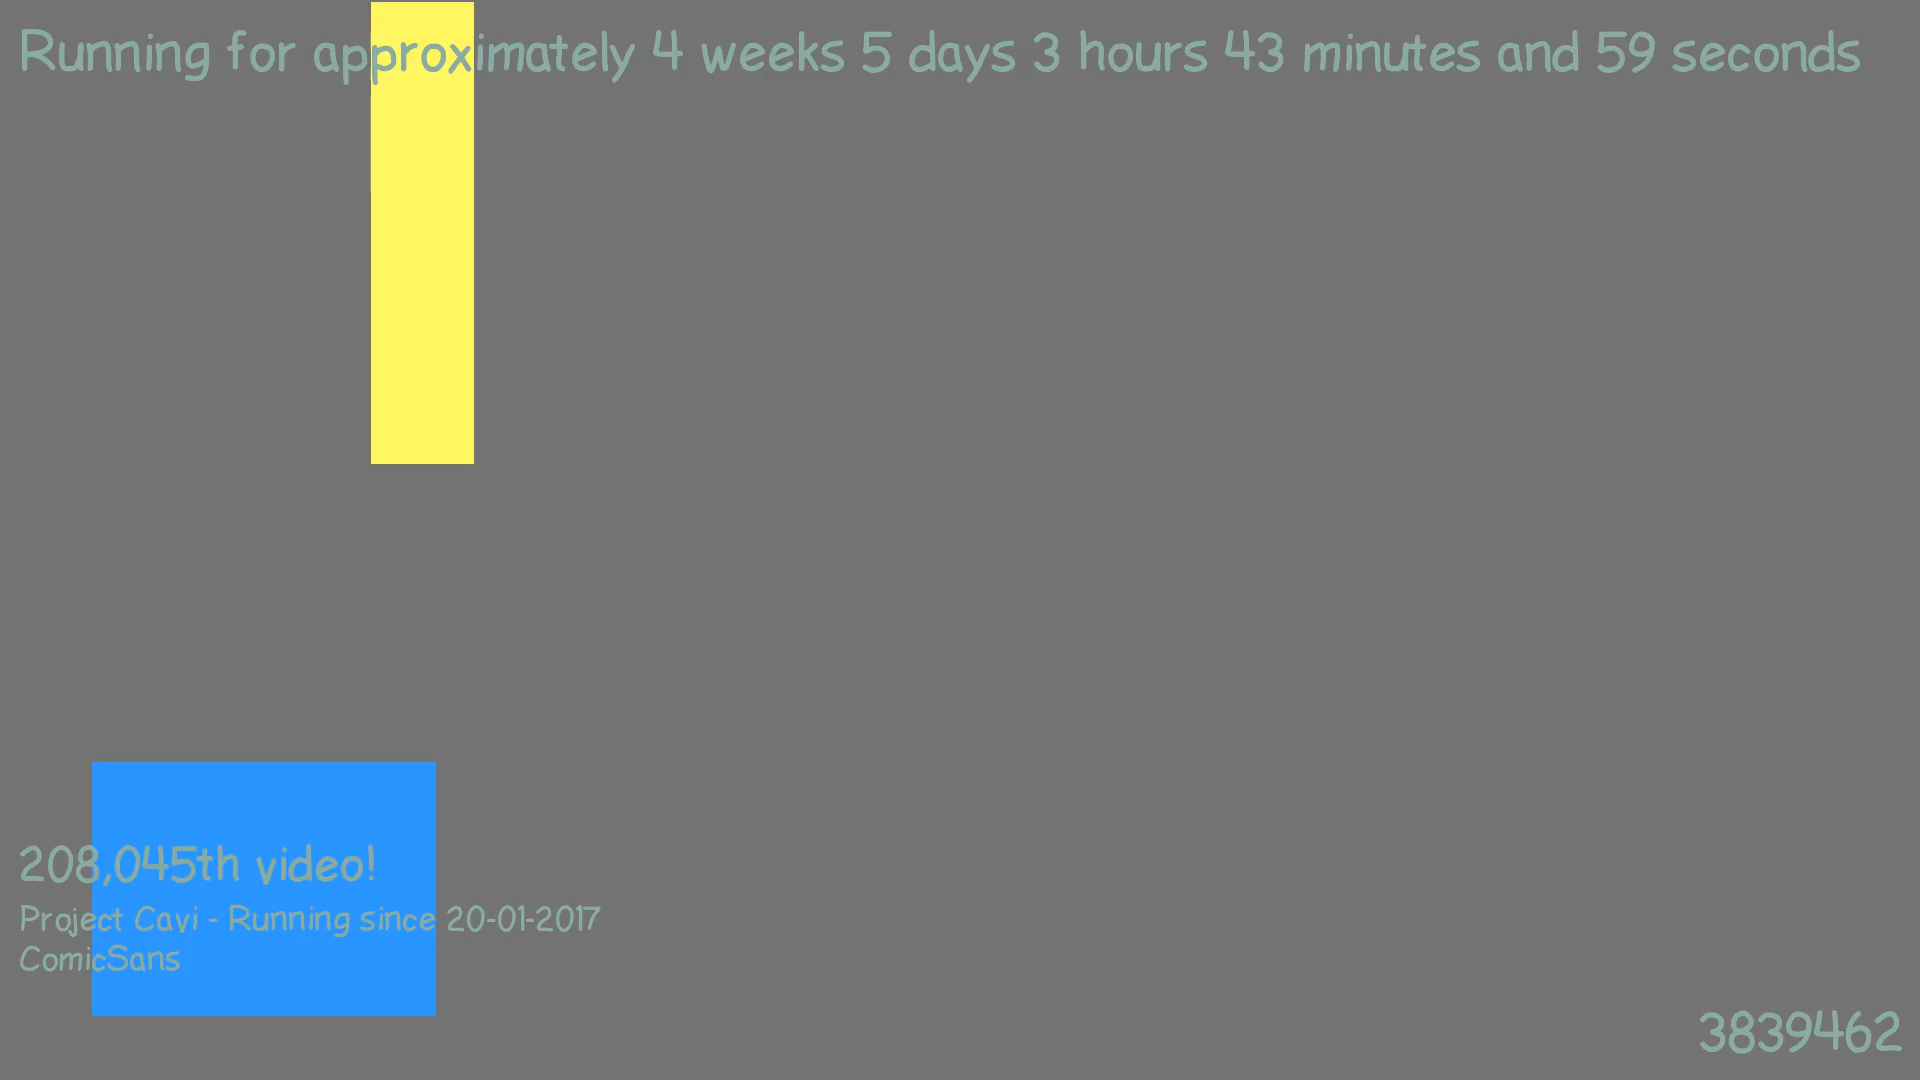 Running for approximately 4 weeks 5 days 3 hours 43 minutes and 59 seconds
208,045th video!
Project Cavi - Running since 20-01-2017
ComicSans
3839462